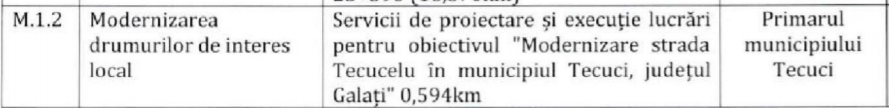 M.1.2 Modernizarea drumurilor de interes local
Servicii de proiectare și execuție lucrări
pentru obiectivul "Modernizare strada
Tecucelu în municipiul Tecuci, județul
Galați" 0,594km
Primarul
municipiului
Tecuci